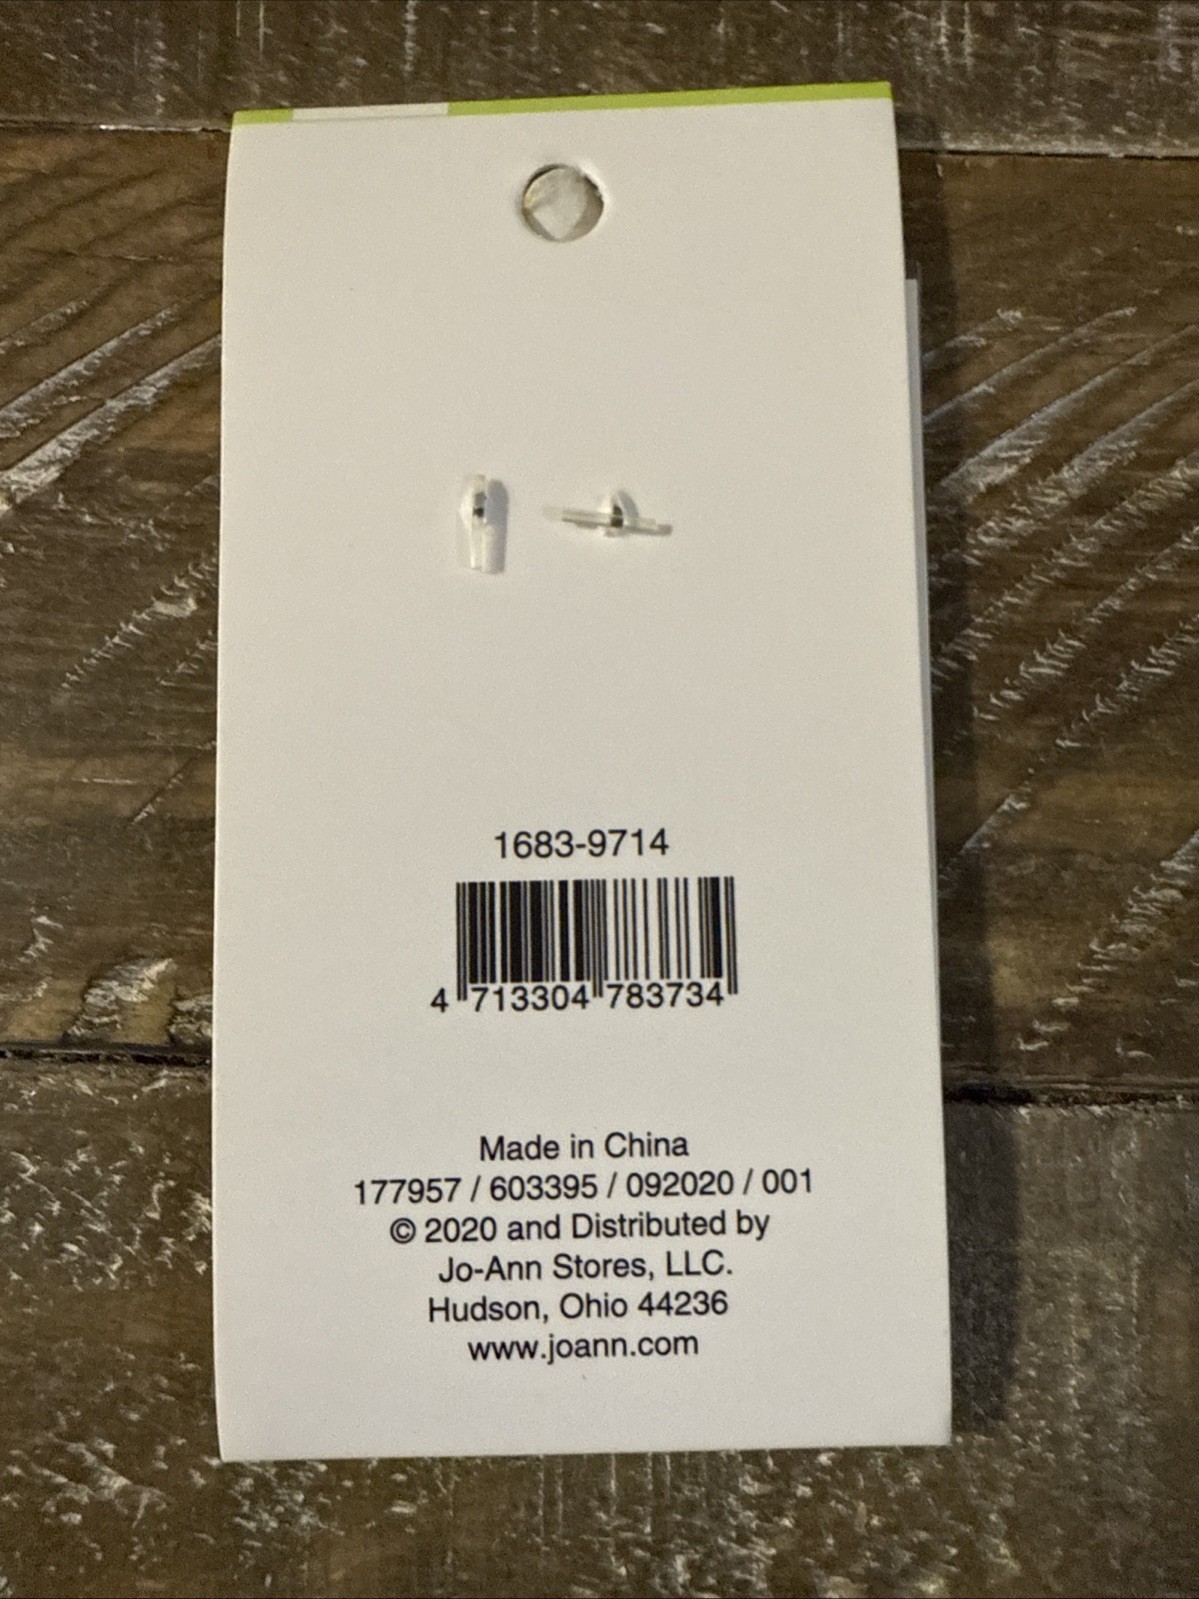 1683-9714
4 713304 783734
Made in China
177957 / 603395 / 092020 / 001
© 2020 and Distributed by
Jo-Ann Stores, LLC.
Hudson, Ohio 44236
www.joann.com